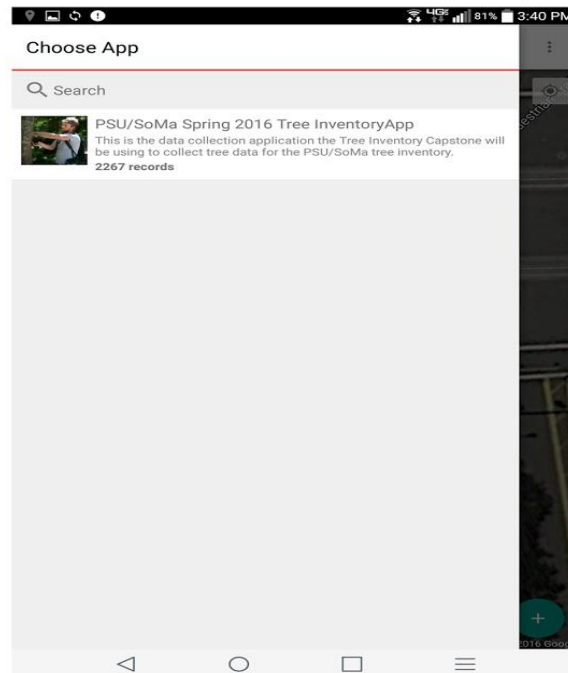 4G 81% 3:40 PM
Choose App
Search
PSU/SoMa Spring 2016 Tree InventoryApp
This is the data collection application the Tree Inventory Capstone will
be using to collect tree data for the PSU/SoMa tree inventory.
2267 records
2016 Goog